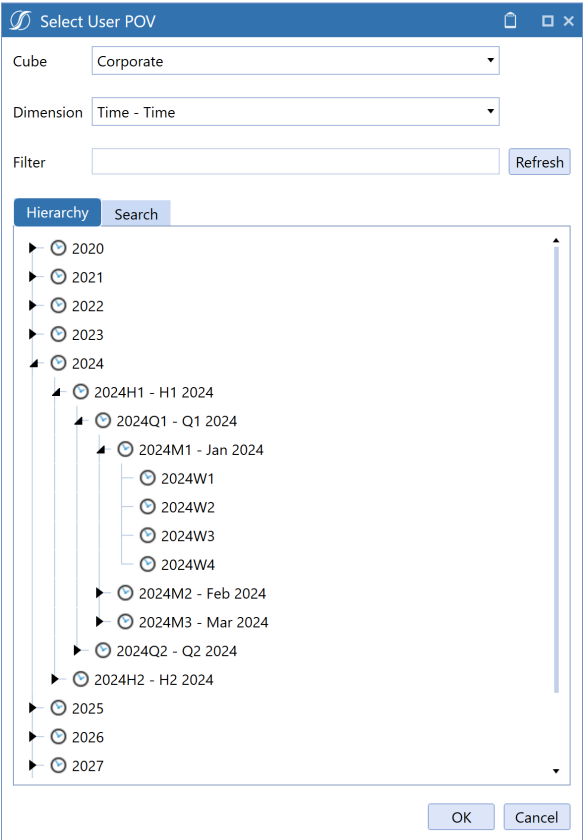 Select User POV
Cube
Corporate
Dimension
Time - Time
Filter
Refresh
Hierarchy
Search
2020
2021
2022
2023
2024
2024H1 - H1 2024
2024Q1 - Q1 2024
2024M1 - Jan 2024
2024W1
2024W2
2024W3
2024W4
2024M2 - Feb 2024
2024M3 - Mar 2024
2024Q2 - Q2 2024
2024H2 - H2 2024
2025
2026
2027
OK
Cancel